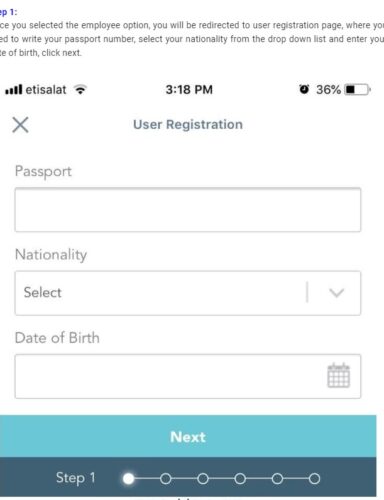 ep 1:
ce you selected the employee option, you will be redirected to user registration page, where you
ed to write your passport number, select your nationality from the drop down list and enter you
te of birth, click next.
etisalat 3:18 PM 36%
User Registration
Passport
Nationality
Select
Date of Birth
Next
Step 1